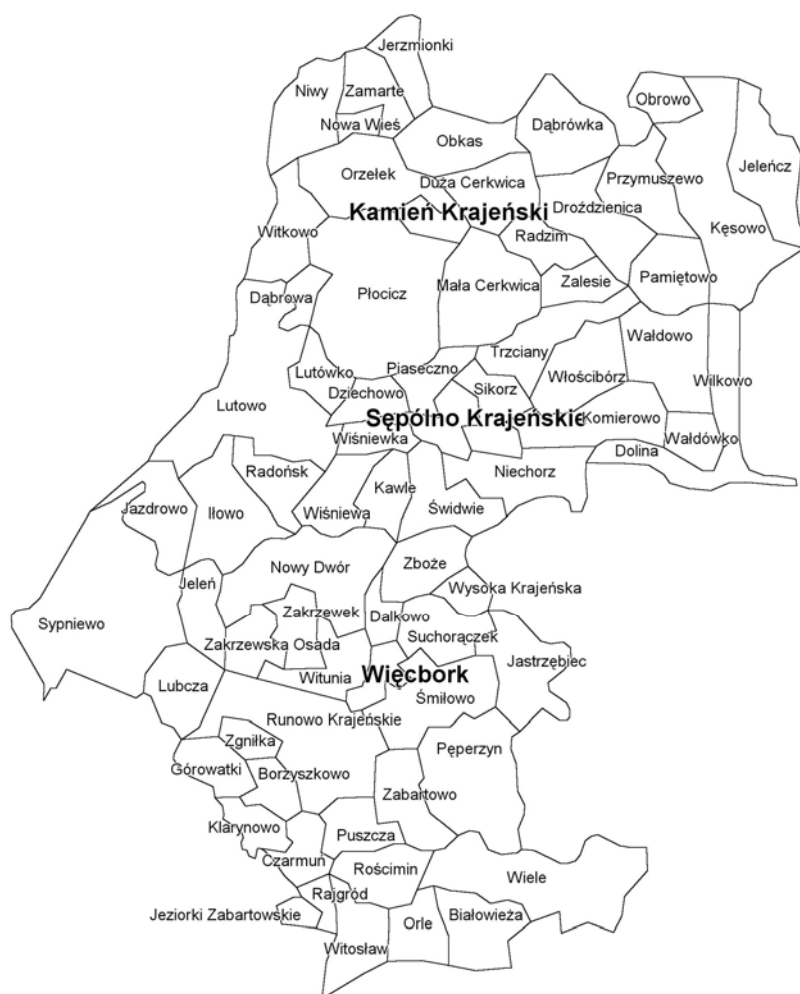 Jerzmionki
Niwy
Zamarte
Obrowo
Nowa Wieś
Dąbrówka
Obkas
Jeleńcz
Orzełek
Przymuszewo
Duża Cerkwica
Droździenica
Kamień Krajeński
Kęsowo
Witkowo
Radzim
Pamiętowo
Zalesie
Mała Cerkwica
Płocicz
Dąbrowa
Wałdowo
Trzciany
Piaseczno
Lutówko
Włościbórz
Wilkowo
Sikorz
Dziechowo
Lutowo
Sępólno Krajeńskie
Komierowo
Wiśniewka
Wałdówko
Dolina
Radońsk
Niechorz
Kawle
Jazdrowo
Iłowo
Wiśniewa
Świdwie
Zboże
Nowy Dwór
Jeleń
Wysoka Krajeńska
Zakrzewek
Dalkowo
Sypniewo
Suchorączek
Zakrzewska Osada
Jastrzębiec
Więcbork
Witunia
Lubcza
Śmiłowo
Runowo Krajeńskie
Zgniłka
Pęperzyn
Górowatki
Borzyszkowo
Zabartowo
Klarynowo
Puszcza
Czarmuń
Rościmin
Wiele
Rajgród
Jeziorki Zabartowskie
Orle
Białowieża
Witosław